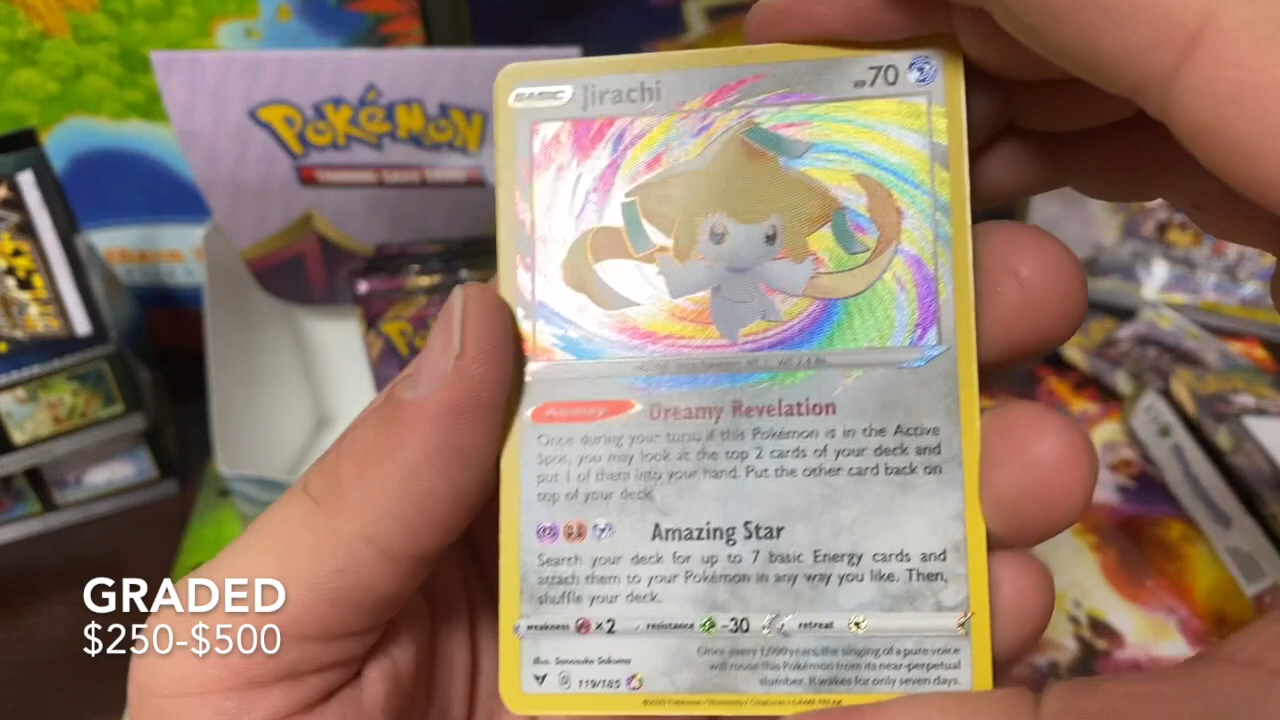 POKÉMON
BASIC Jirachi HP 70
Ability Dreamy Revelation
Once during your turn, if this Pokémon is in the Active
Spot, you may look at the top 2 cards of your deck and
put 1 of them into your hand. Put the other card back on
top of your deck.
Amazing Star
Search your deck for up to 7 basic Energy cards and
attach them to your Pokémon in any way you like. Then,
shuffle your deck.
weakness ×2 resistance -30 retreat
Once every 1,000 years, the singing of a pure voice
will rouse this Pokémon from its near-perpetual
slumber. It wakes for only seven days.
Illus. Sanosuke Sakuma
119/185
GRADED
$250-$500